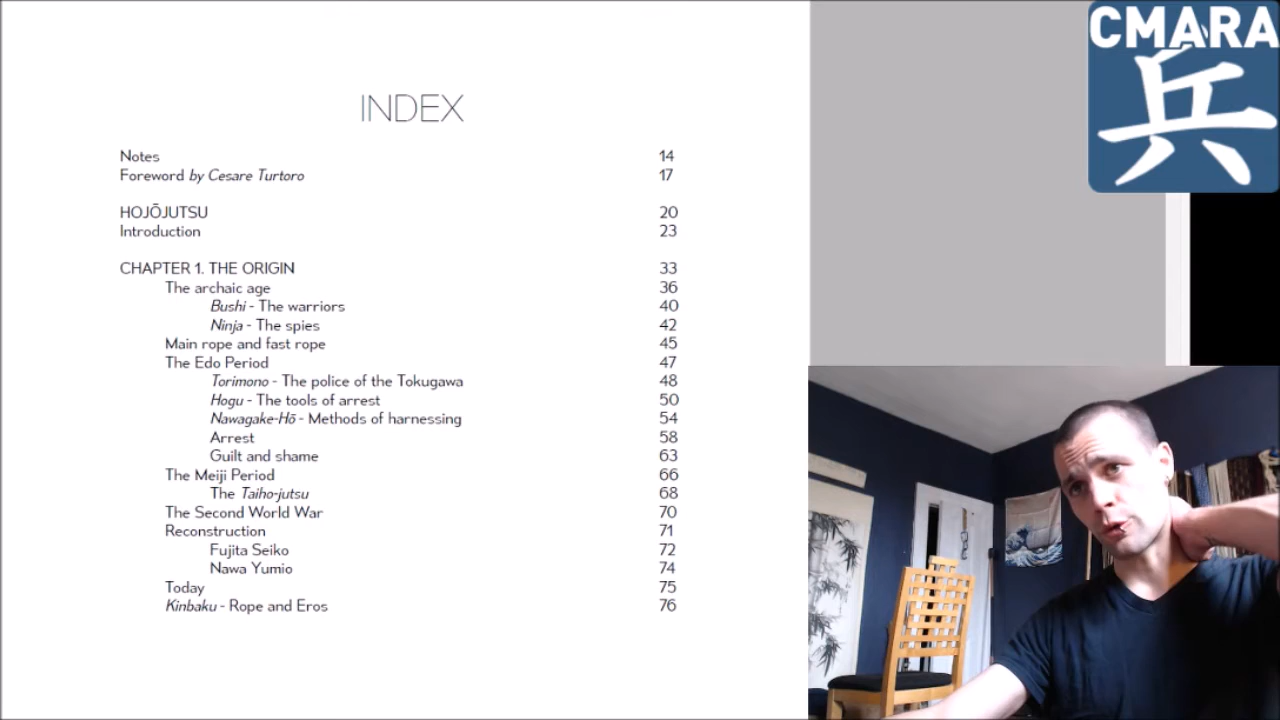 INDEX
Notes 14
Foreword by Cesare Turtoro 17
HOJŌJUTSU 20
Introduction 23
CHAPTER 1. THE ORIGIN 33
The archaic age 36
Bushi - The warriors 40
Ninja - The spies 42
Main rope and fast rope 45
The Edo Period 47
Torimono - The police of the Tokugawa 48
Hogu - The tools of arrest 50
Nawagake-Hō - Methods of harnessing 54
Arrest 58
Guilt and shame 63
The Meiji Period 66
The Taiho-jutsu 68
The Second World War 70
Reconstruction 71
Fujita Seiko 72
Nawa Yumio 74
Today 75
Kinbaku - Rope and Eros 76
CMARA
兵